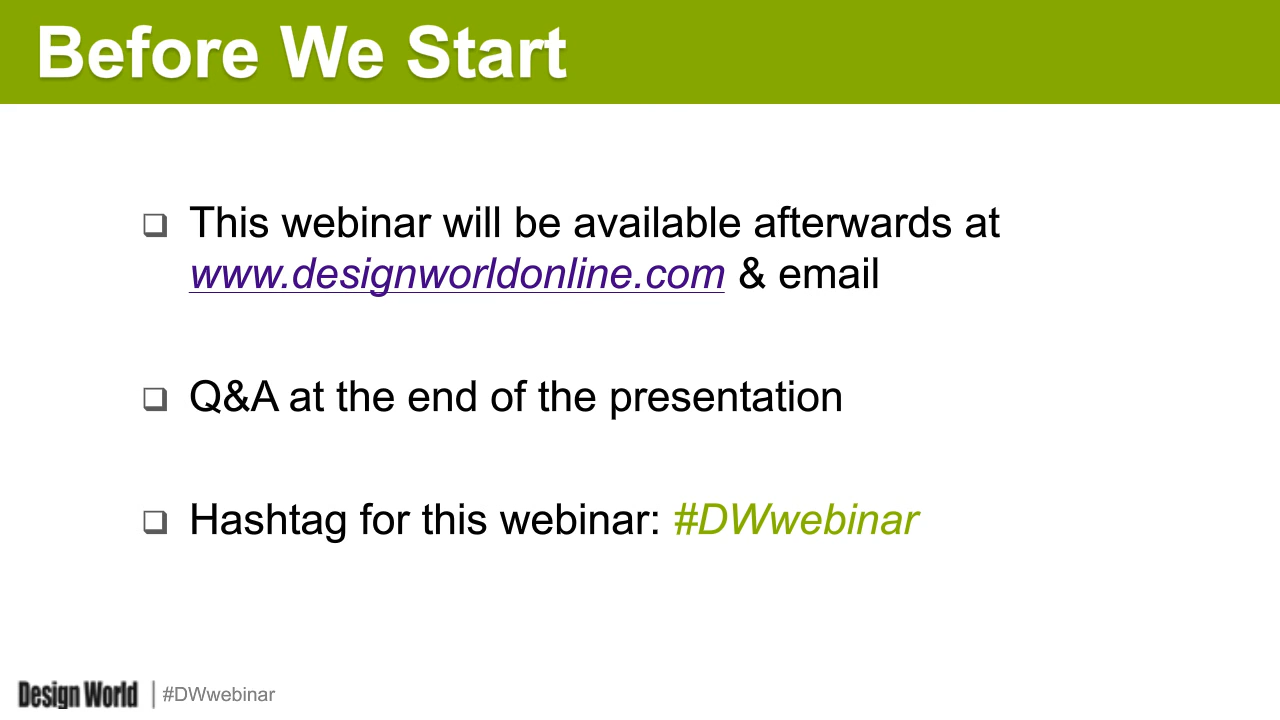 Before We Start
This webinar will be available afterwards at
www.designworldonline.com & email
Q&A at the end of the presentation
Hashtag for this webinar: #DWwebinar
Design World | #DWwebinar